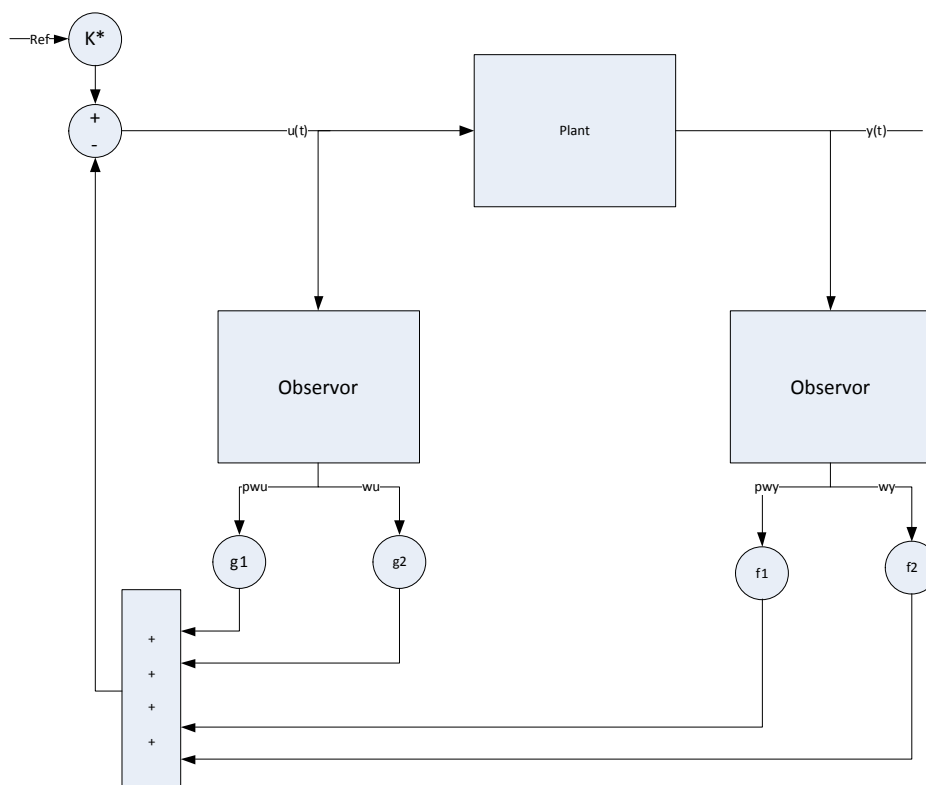 Ref
K*
+
-
u(t)
Plant
y(t)
Observor
Observor
pwu
wu
pwy
wy
g1
g2
f1
f2
+
+
+
+